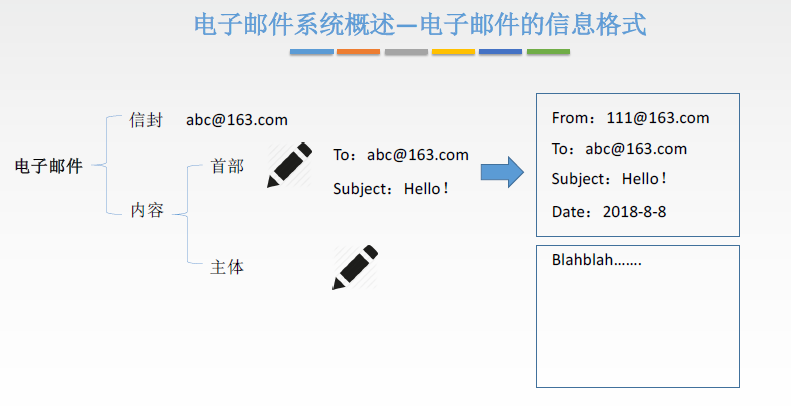 电子邮件系统概述—电子邮件的信息格式
电子邮件
信封 abc@163.com
内容
首部
To：abc@163.com
Subject：Hello！
主体
From：111@163.com
To：abc@163.com
Subject：Hello！
Date：2018-8-8
Blahblah.......